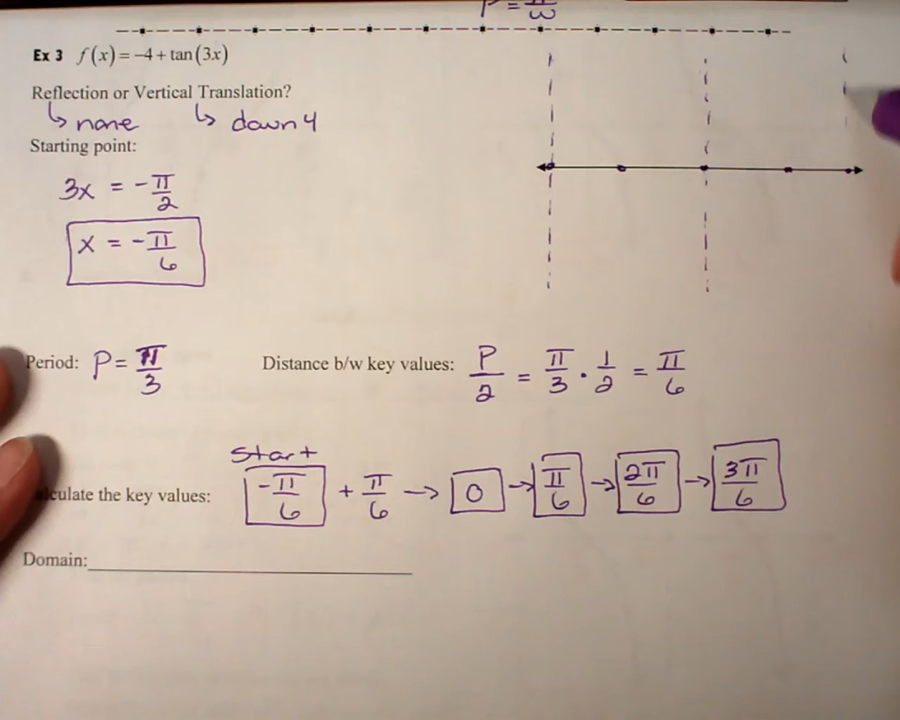 P = π/ω
Ex 3 f(x) = −4 + tan(3x)
Reflection or Vertical Translation?
↳ none ↳ down 4
Starting point:
3x = -π/2
x = -π/6
Period: P = π/3 Distance b/w key values: P/2 = π/3 · 1/2 = π/6
Start
culate the key values: -π/6 + π/6 → 0 → π/6 → 2π/6 → 3π/6
Domain: